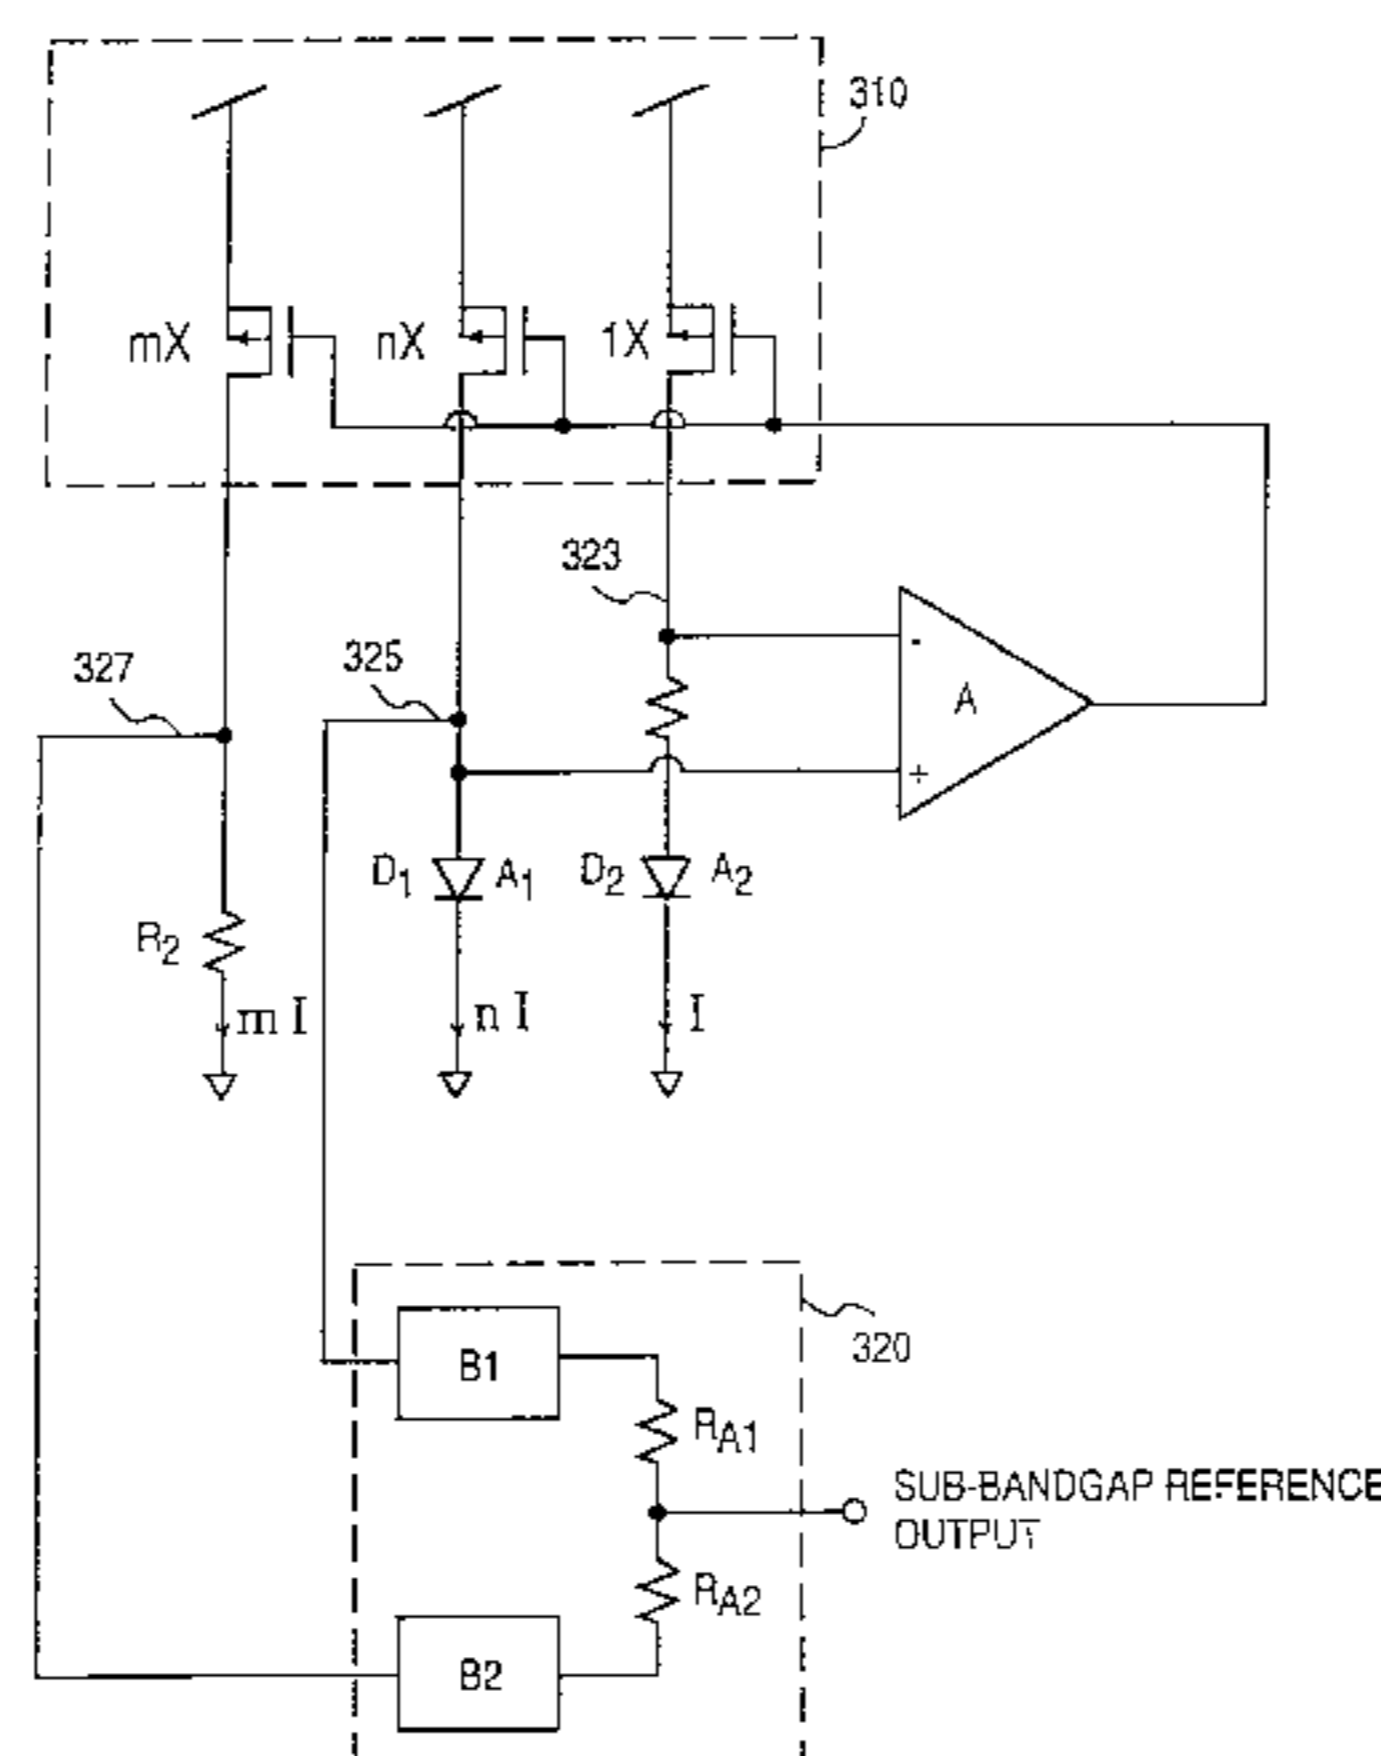 310
mX
nX
1X
323
327
325
-
A
+
D1
A1
D2
A2
R2
m I
n I
I
B1
320
RA1
SUB-BANDGAP REFERENCE
OUTPUT
RA2
B2